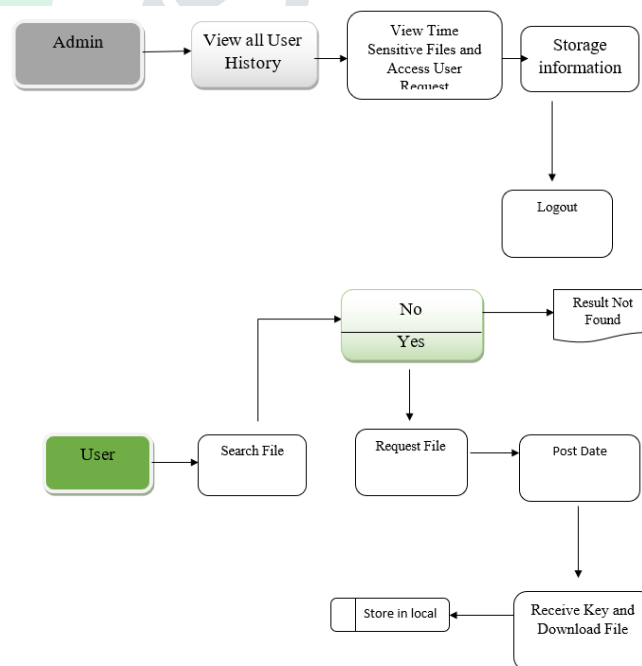 Admin
View all User
History
View Time
Sensitive Files and
Access User
Request
Storage
information
Logout
No
Yes
Result Not
Found
User
Search File
Request File
Post Date
Store in local
Receive Key and
Download File